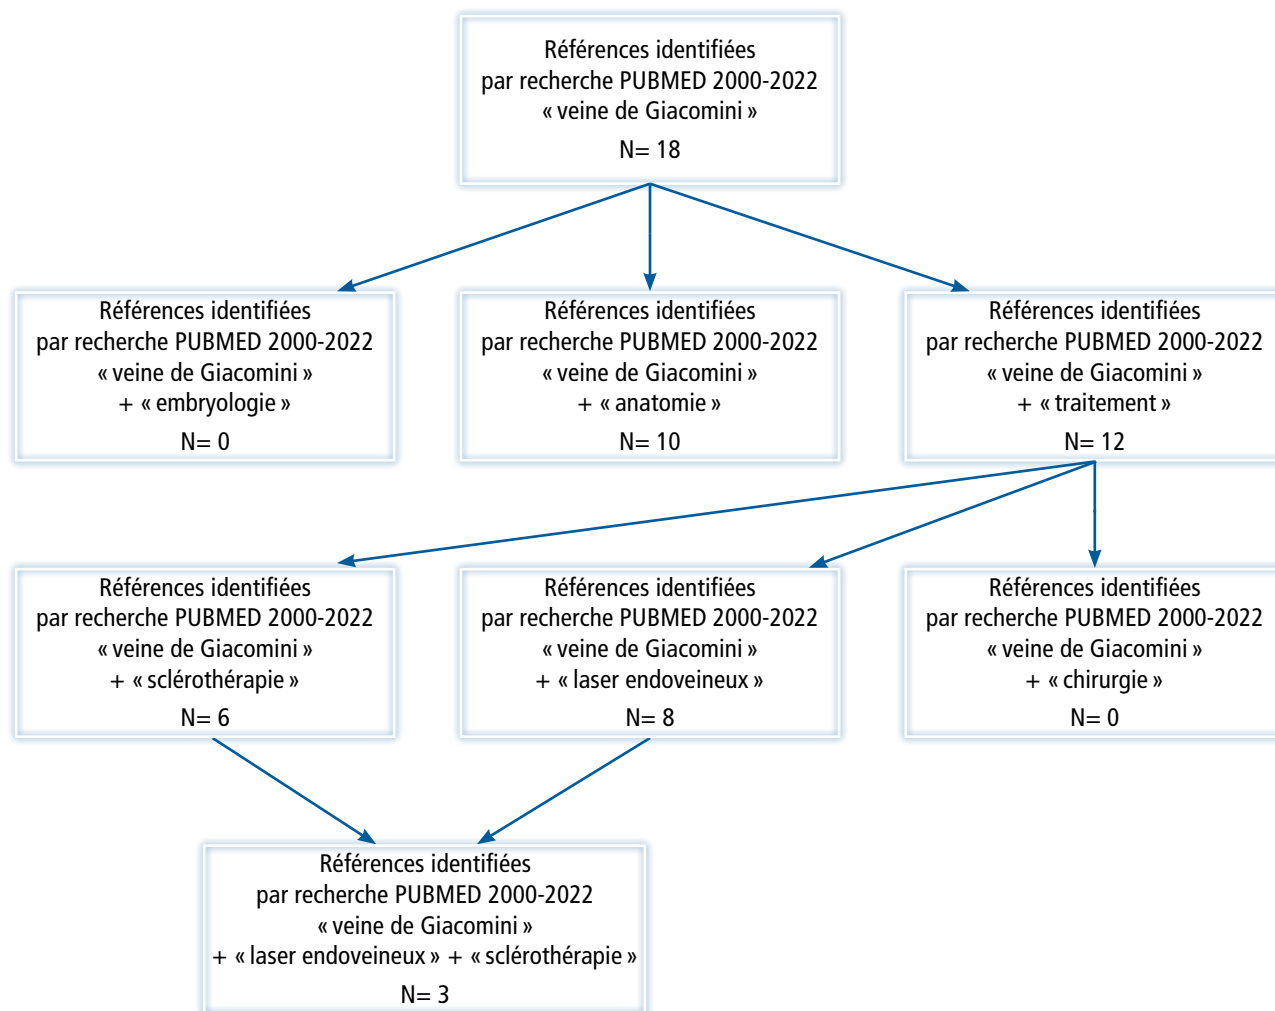 Références identifiées
par recherche PUBMED 2000-2022
« veine de Giacomini »
N= 18
Références identifiées
par recherche PUBMED 2000-2022
« veine de Giacomini »
+ « embryologie »
N= 0
Références identifiées
par recherche PUBMED 2000-2022
« veine de Giacomini »
+ « anatomie »
N= 10
Références identifiées
par recherche PUBMED 2000-2022
« veine de Giacomini »
+ « traitement »
N= 12
Références identifiées
par recherche PUBMED 2000-2022
« veine de Giacomini »
+ « sclérothérapie »
N= 6
Références identifiées
par recherche PUBMED 2000-2022
« veine de Giacomini »
+ « laser endoveineux »
N= 8
Références identifiées
par recherche PUBMED 2000-2022
« veine de Giacomini »
+ « chirurgie »
N= 0
Références identifiées
par recherche PUBMED 2000-2022
« veine de Giacomini »
+ « laser endoveineux » + « sclérothérapie »
N= 3